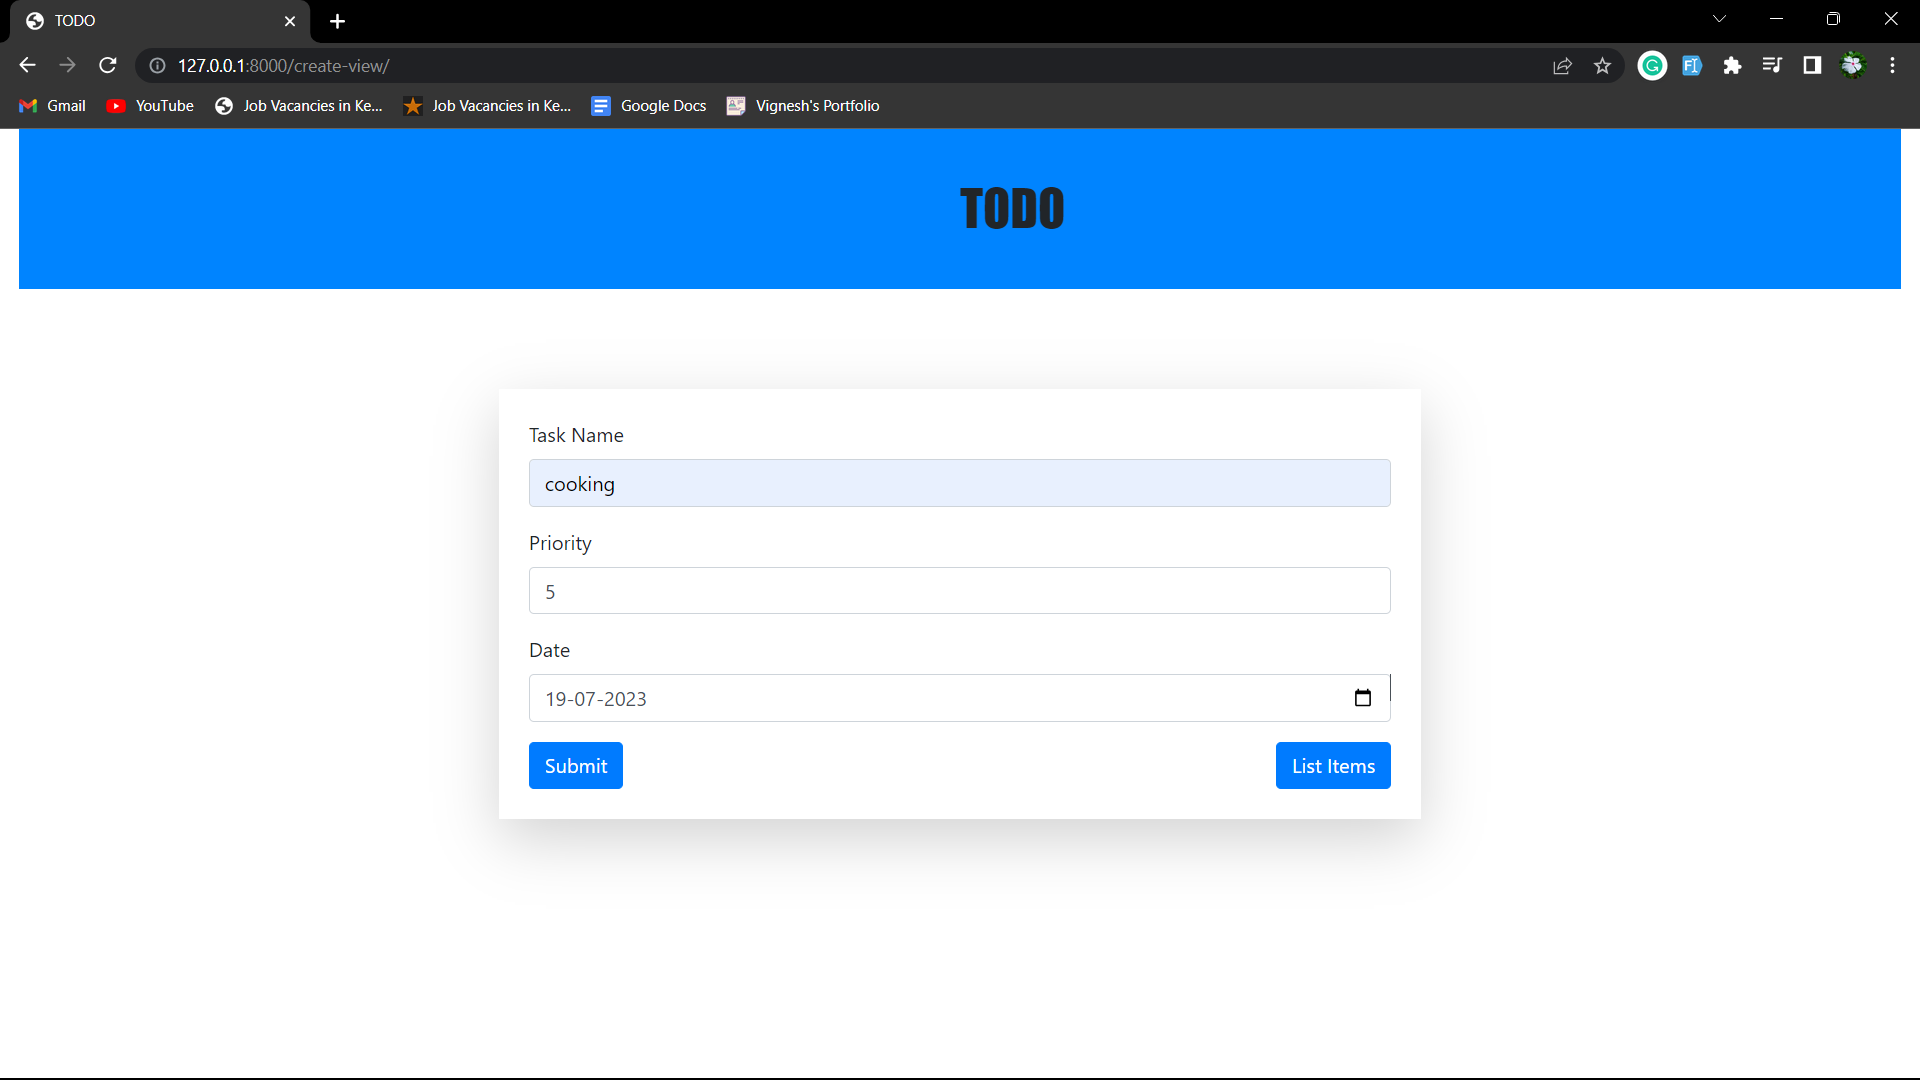 TODO
127.0.0.1:8000/create-view/
Gmail YouTube Job Vacancies in Ke... Job Vacancies in Ke... Google Docs Vignesh's Portfolio
TODO
Task Name
cooking
Priority
5
Date
19-07-2023
Submit List Items